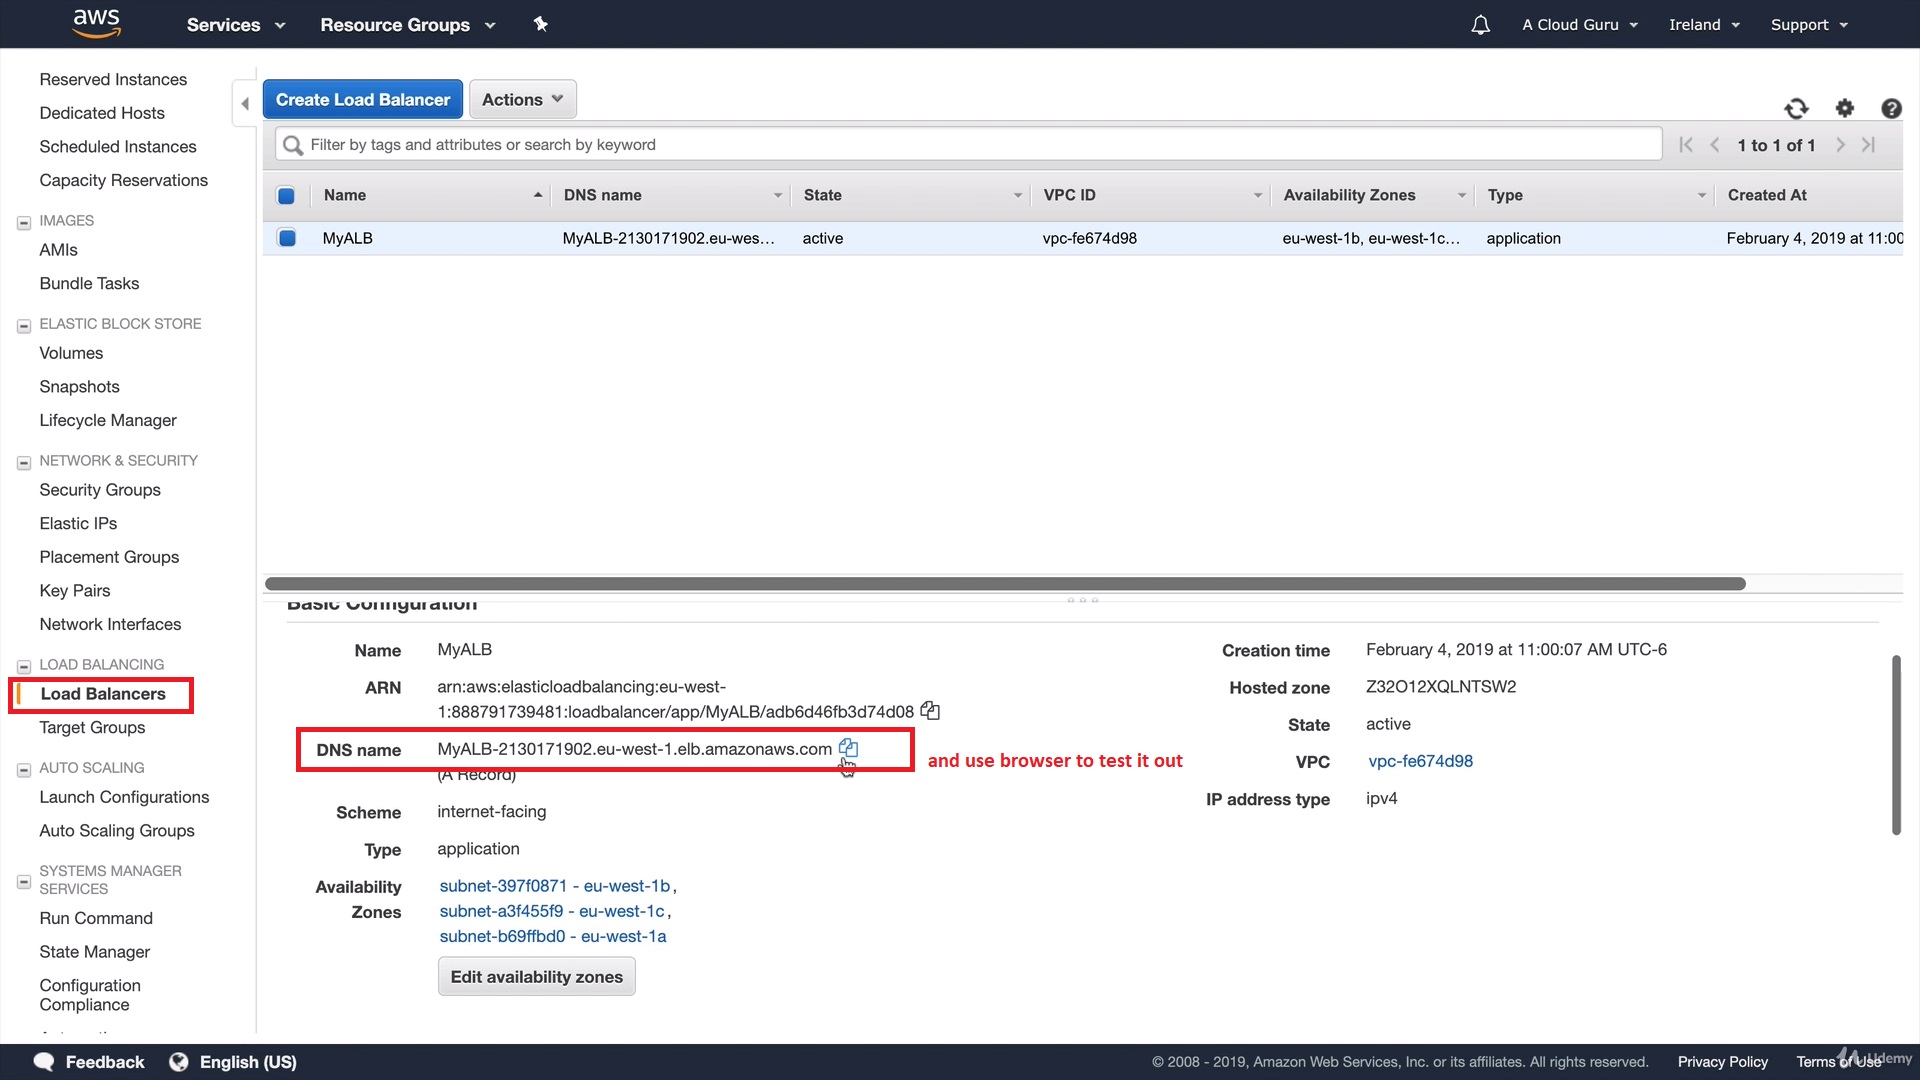 aws
Services
Resource Groups
A Cloud Guru
Ireland
Support
Reserved Instances
Dedicated Hosts
Scheduled Instances
Capacity Reservations
IMAGES
AMIs
Bundle Tasks
ELASTIC BLOCK STORE
Volumes
Snapshots
Lifecycle Manager
NETWORK & SECURITY
Security Groups
Elastic IPs
Placement Groups
Key Pairs
Network Interfaces
LOAD BALANCING
Load Balancers
Target Groups
AUTO SCALING
Launch Configurations
Auto Scaling Groups
SYSTEMS MANAGER
SERVICES
Run Command
State Manager
Configuration
Compliance
Create Load Balancer
Actions
Filter by tags and attributes or search by keyword
1 to 1 of 1
Name DNS name State VPC ID Availability Zones Type Created At
MyALB MyALB-2130171902.eu-wes... active vpc-fe674d98 eu-west-1b, eu-west-1c... application February 4, 2019 at 11:00
Basic Configuration
Name MyALB
ARN arn:aws:elasticloadbalancing:eu-west-
1:888791739481:loadbalancer/app/MyALB/adb6d46fb3d74d08
DNS name MyALB-2130171902.eu-west-1.elb.amazonaws.com
(A Record)
and use browser to test it out
Scheme internet-facing
Type application
Availability
Zones
subnet-397f0871 - eu-west-1b,
subnet-a3f455f9 - eu-west-1c,
subnet-b69ffbd0 - eu-west-1a
Edit availability zones
Creation time February 4, 2019 at 11:00:07 AM UTC-6
Hosted zone Z32O12XQLNTSW2
State active
VPC vpc-fe674d98
IP address type ipv4
Feedback
English (US)
© 2008 - 2019, Amazon Web Services, Inc. or its affiliates. All rights reserved.
Privacy Policy
Terms of Use
Udemy